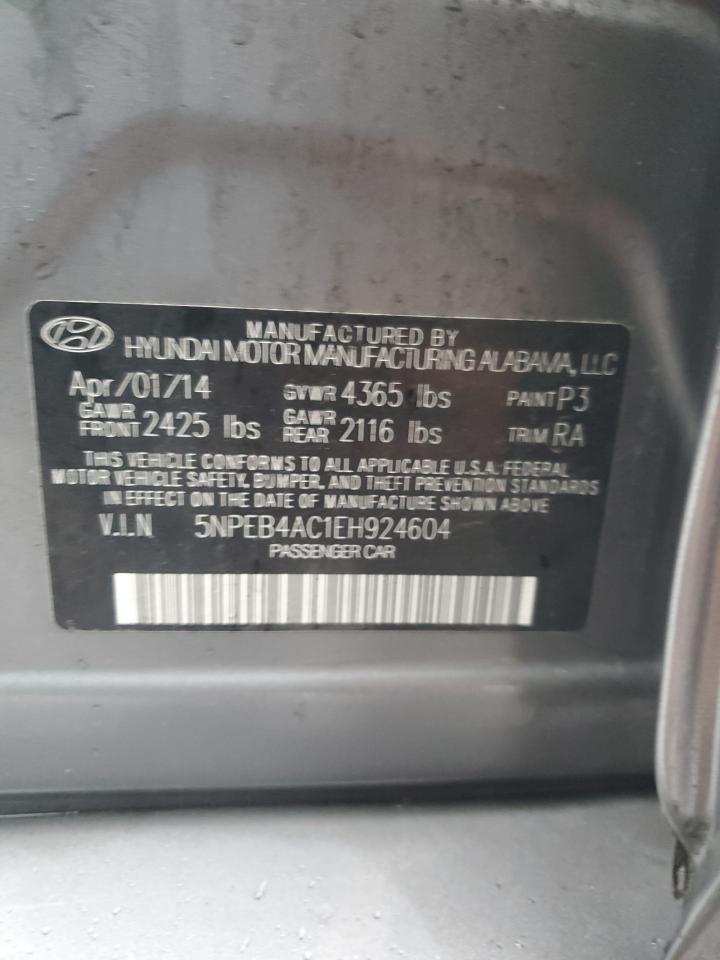 MANUFACTURED BY
HYUNDAI MOTOR MANUFACTURING ALABAMA, LLC
Apr/01/14 GVWR 4365 lbs PAINT P3
GAWR FRONT 2425 lbs GAWR REAR 2116 lbs TRIM RA
THIS VEHICLE CONFORMS TO ALL APPLICABLE U.S.A. FEDERAL
MOTOR VEHICLE SAFETY, BUMPER, AND THEFT PREVENTION STANDARDS
IN EFFECT ON THE DATE OF MANUFACTURE SHOWN ABOVE
V.I.N 5NPEB4AC1EH924604
PASSENGER CAR